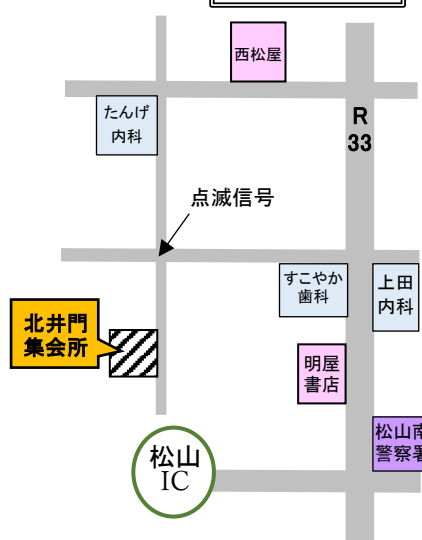 西松屋
たんげ
内科
R
33
点滅信号
すこやか
歯科
上田
内科
北井門
集会所
明屋
書店
松山南
警察署
松山
IC